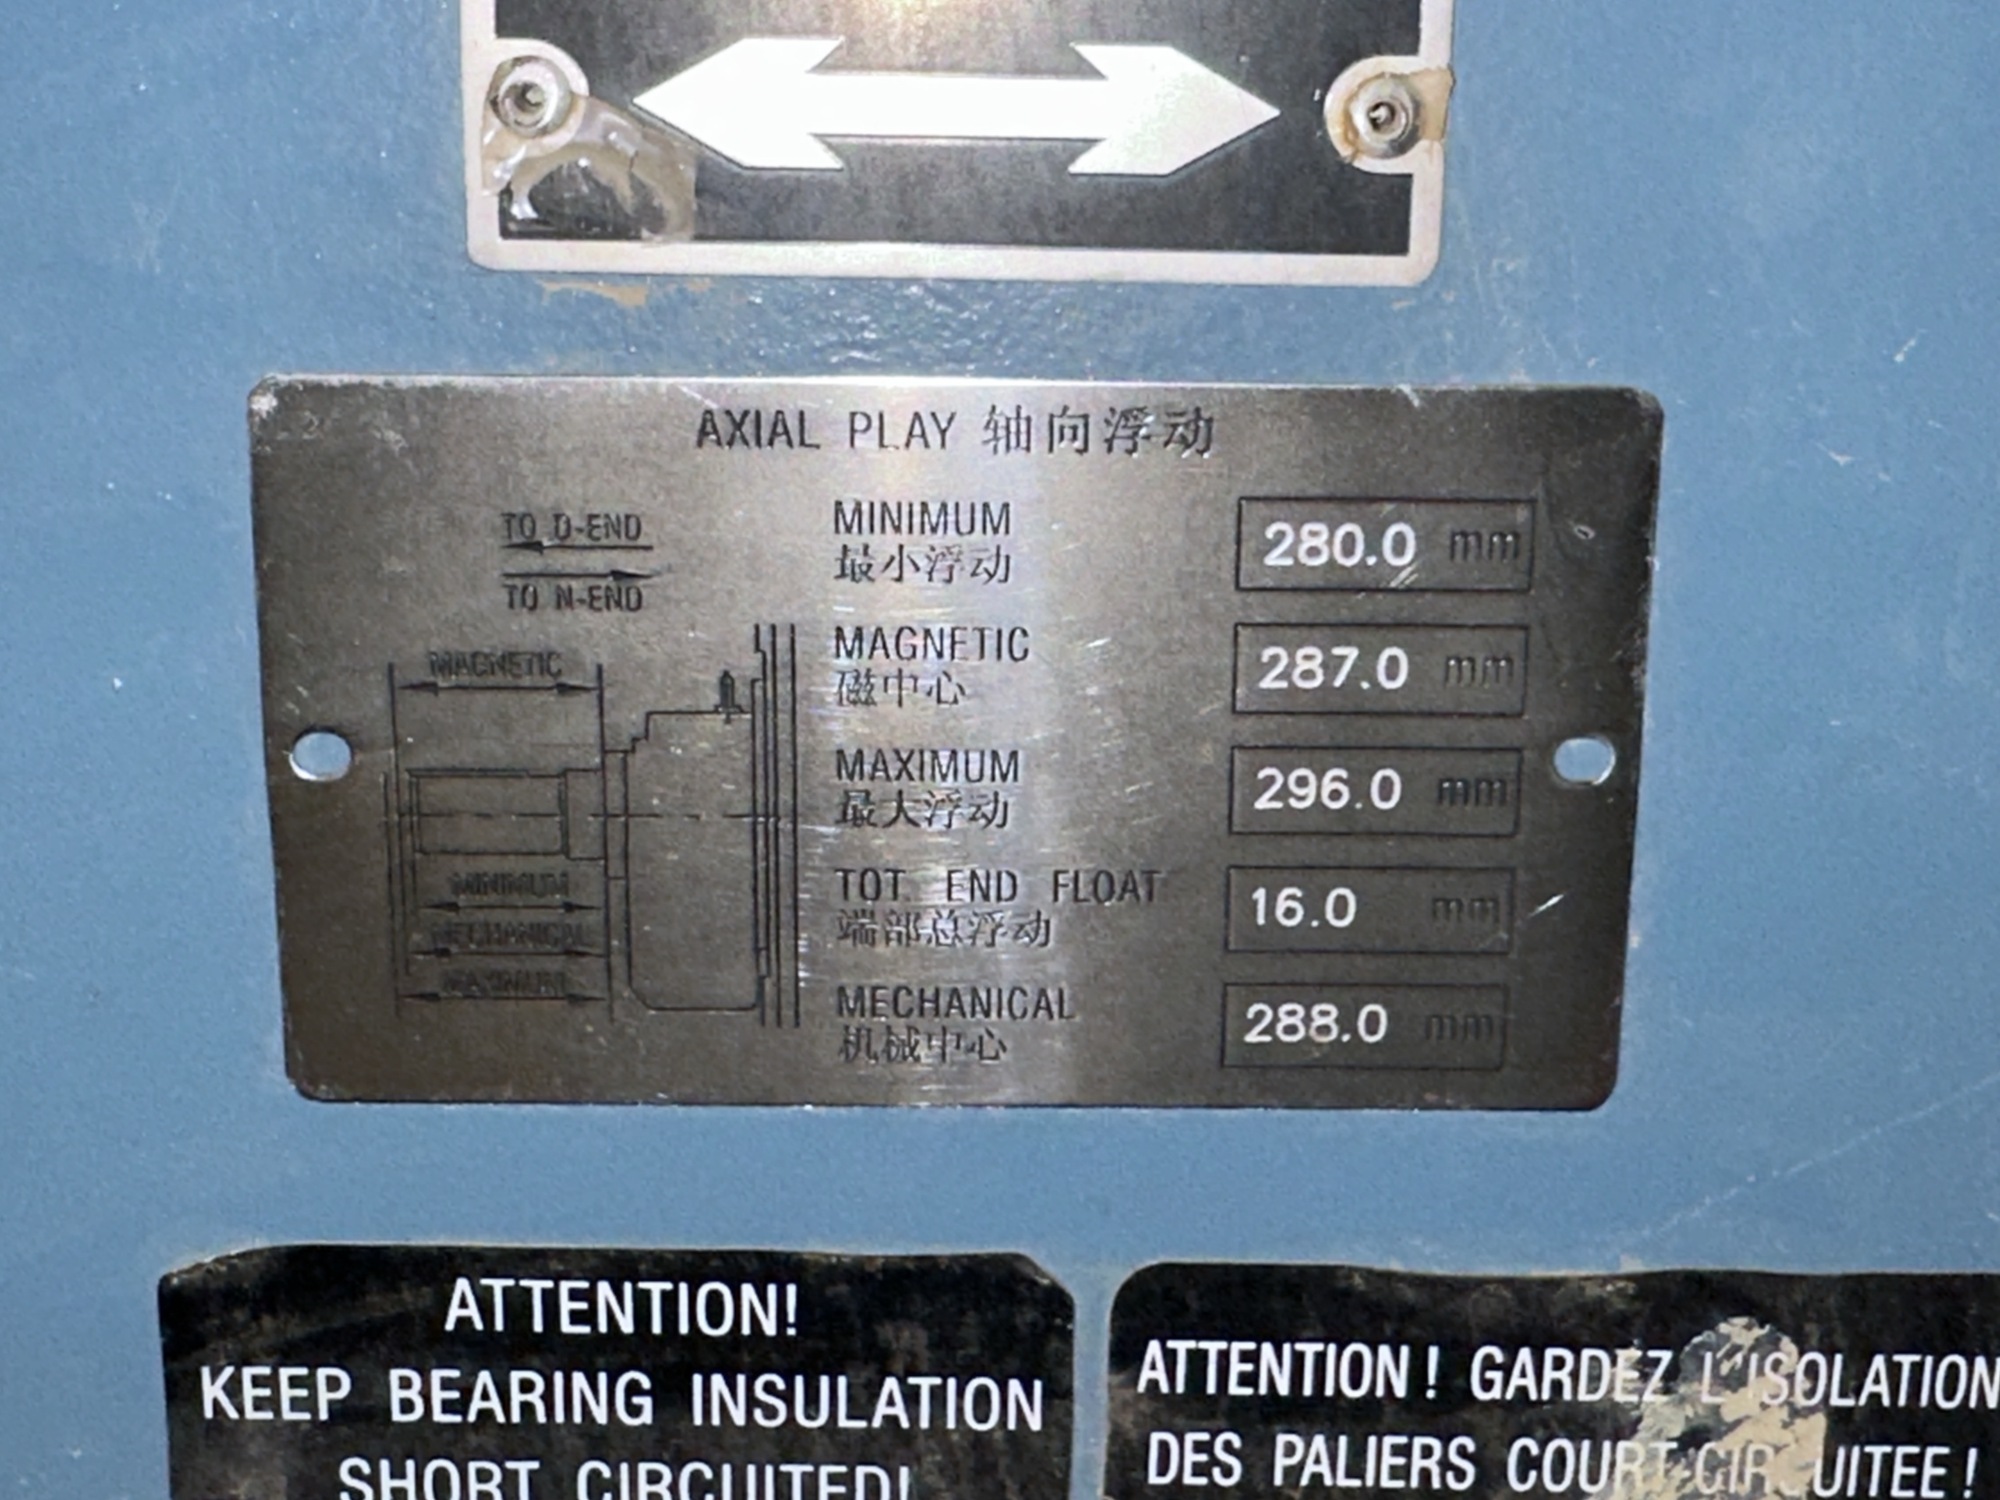 AXIAL PLAY 轴向浮动
TO D-END
TO N-END
MAGNETIC
MINIMUM
MECHANICAL
MAXIMUM
MINIMUM 280.0 mm
最小浮动
MAGNETIC 287.0 mm
磁中心
MAXIMUM 296.0 mm
最大浮动
TOT. END FLOAT 16.0 mm
端部总浮动
MECHANICAL 288.0 mm
机械中心
ATTENTION!
KEEP BEARING INSULATION
SHORT CIRCUITED!
ATTENTION! GARDEZ L'ISOLATION
DES PALIERS COURT-CIRCUITEE!